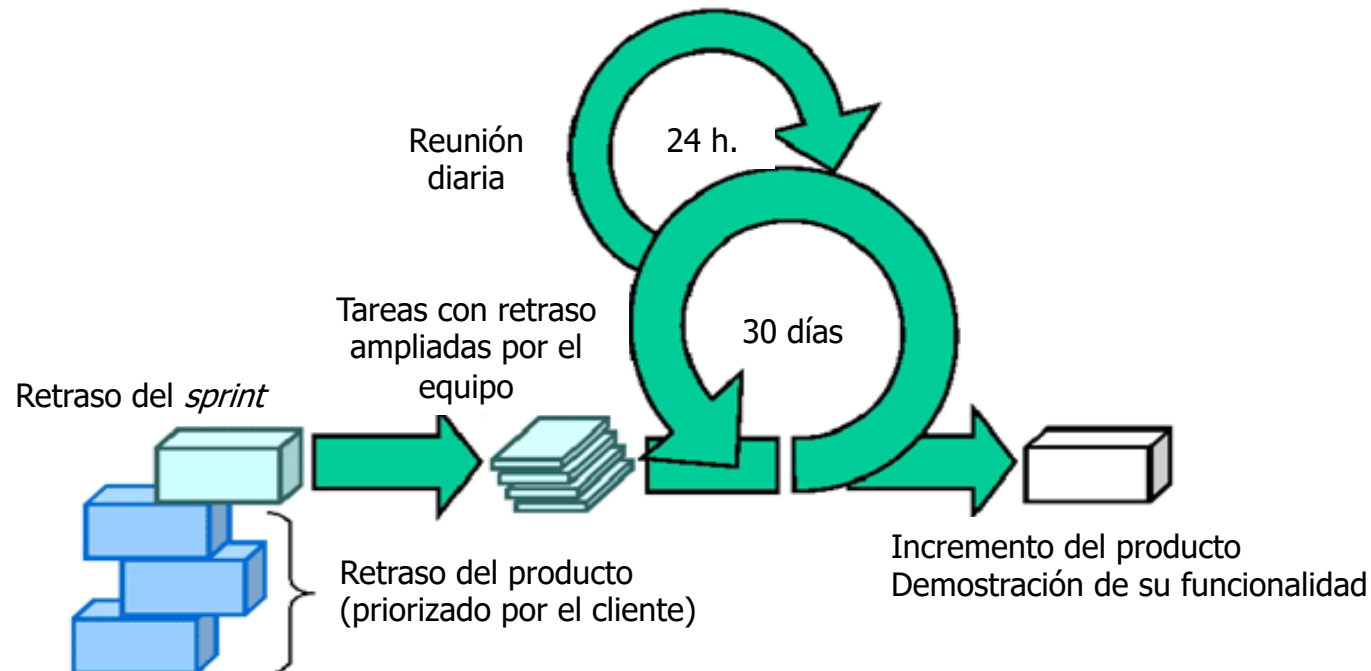 Reunión
diaria
24 h.
Tareas con retraso
ampliadas por el
equipo
30 días
Retraso del sprint
Retraso del producto
(priorizado por el cliente)
Incremento del producto
Demostración de su funcionalidad